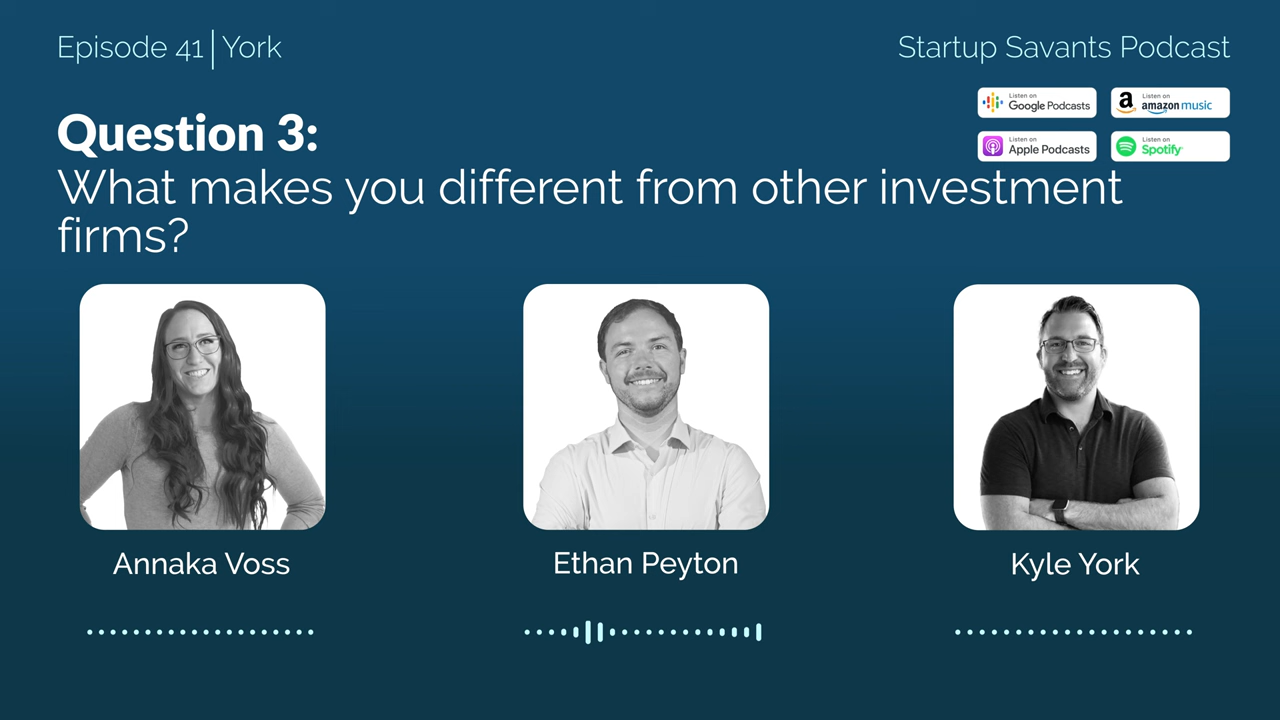 Episode 41 | York
Startup Savants Podcast
Listen on
Google Podcasts
Listen on
amazon music
Listen on
Apple Podcasts
Listen on
Spotify
Question 3:
What makes you different from other investment
firms?
Annaka Voss
Ethan Peyton
Kyle York